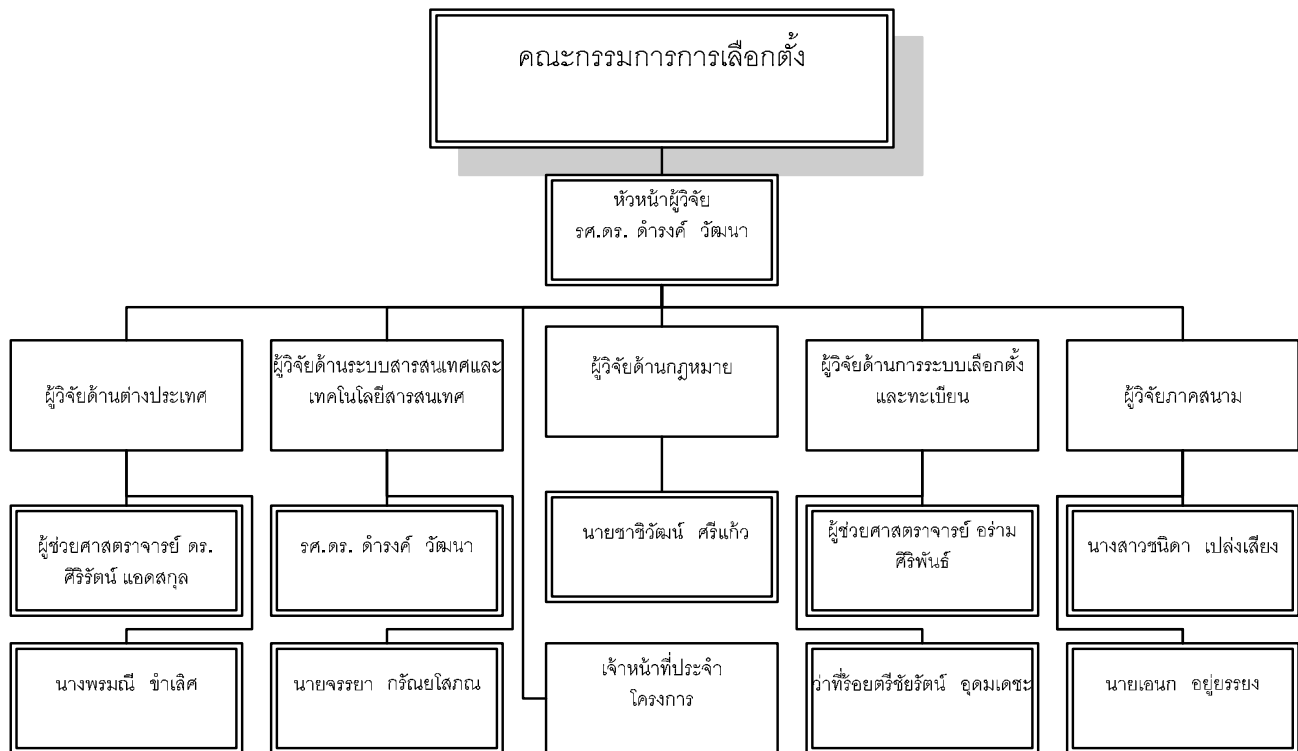 คณะกรรมการการเลือกตั้ง
หัวหน้าผู้วิจัย
รศ.ดร. ดำรงค์ วัฒนา
ผู้วิจัยด้านต่างประเทศ
ผู้วิจัยด้านระบบสารสนเทศและ
เทคโนโลยีสารสนเทศ
ผู้วิจัยด้านกฎหมาย
ผู้วิจัยด้านการระบบเลือกตั้ง
และทะเบียน
ผู้วิจัยภาคสนาม
ผู้ช่วยศาสตราจารย์ ดร.
ศิริรัตน์ แอดสกุล
รศ.ดร. ดำรงค์ วัฒนา
นายชาชิวัฒน์ ศรีแก้ว
ผู้ช่วยศาสตราจารย์ อร่าม
ศิริพันธ์
นางสาวชนิดา เปล่งเสียง
นางพรมณี ขำเลิศ
นายจรรยา กรัณยโสภณ
เจ้าหน้าที่ประจำ
โครงการ
ว่าที่ร้อยตรีชัยรัตน์ อุดมเดชะ
นายเอนก อยู่ยรรยง